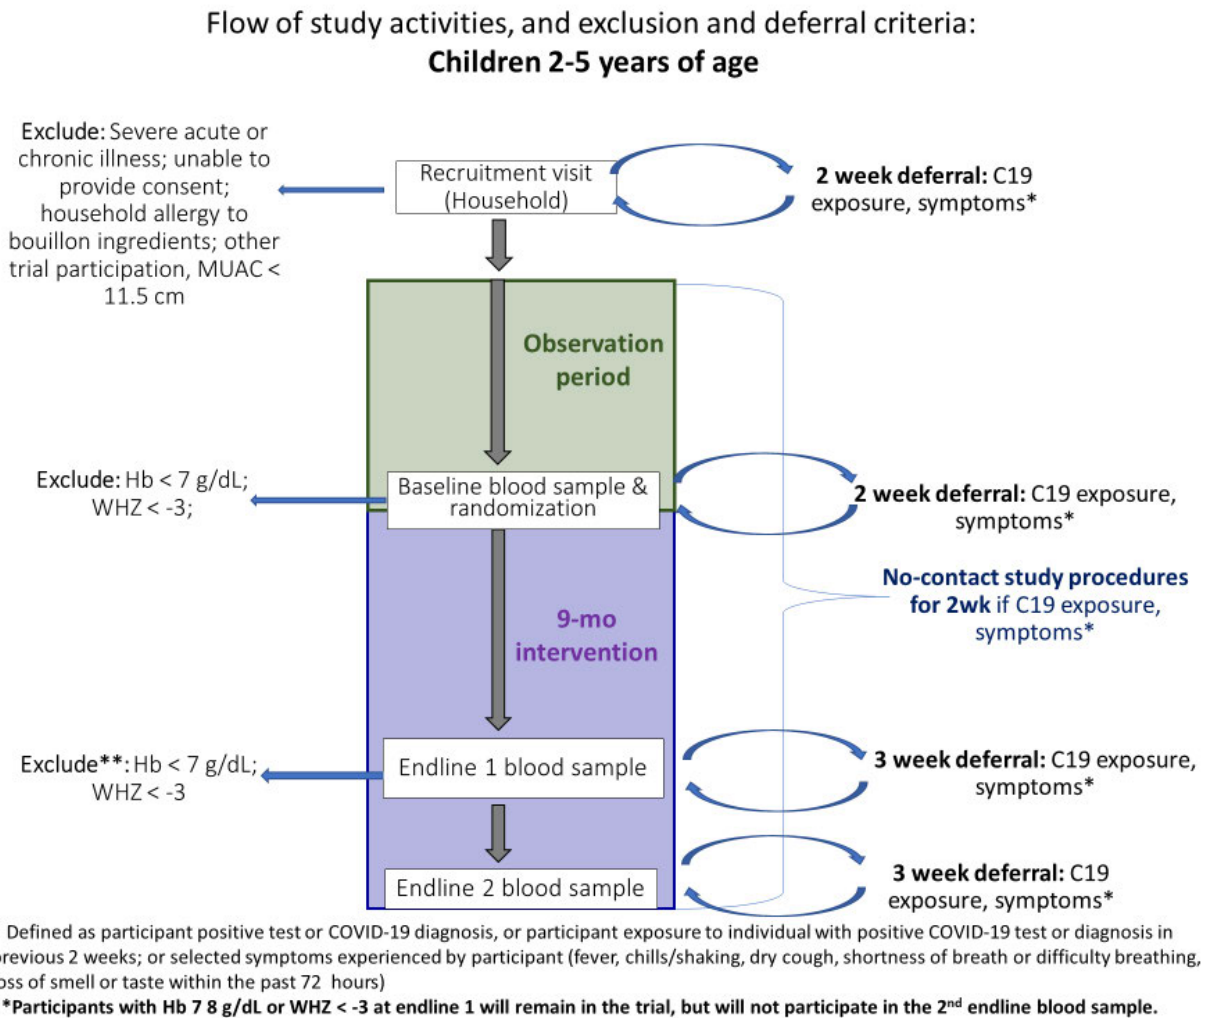 Flow of study activities, and exclusion and deferral criteria:
Children 2-5 years of age
Exclude: Severe acute or
chronic illness; unable to
provide consent;
household allergy to
bouillon ingredients; other
trial participation, MUAC <
11.5 cm
Recruitment visit
(Household)
2 week deferral: C19
exposure, symptoms*
Observation
period
Exclude: Hb < 7 g/dL;
WHZ < -3;
Baseline blood sample &
randomization
2 week deferral: C19 exposure,
symptoms*
No-contact study procedures
for 2wk if C19 exposure,
symptoms*
9-mo
intervention
Exclude**: Hb < 7 g/dL;
WHZ < -3
Endline 1 blood sample
3 week deferral: C19 exposure,
symptoms*
Endline 2 blood sample
3 week deferral: C19
exposure, symptoms*
Defined as participant positive test or COVID-19 diagnosis, or participant exposure to individual with positive COVID-19 test or diagnosis in
previous 2 weeks; or selected symptoms experienced by participant (fever, chills/shaking, dry cough, shortness of breath or difficulty breathing,
oss of smell or taste within the past 72 hours)
*Participants with Hb 7 8 g/dL or WHZ < -3 at endline 1 will remain in the trial, but will not participate in the 2nd endline blood sample.